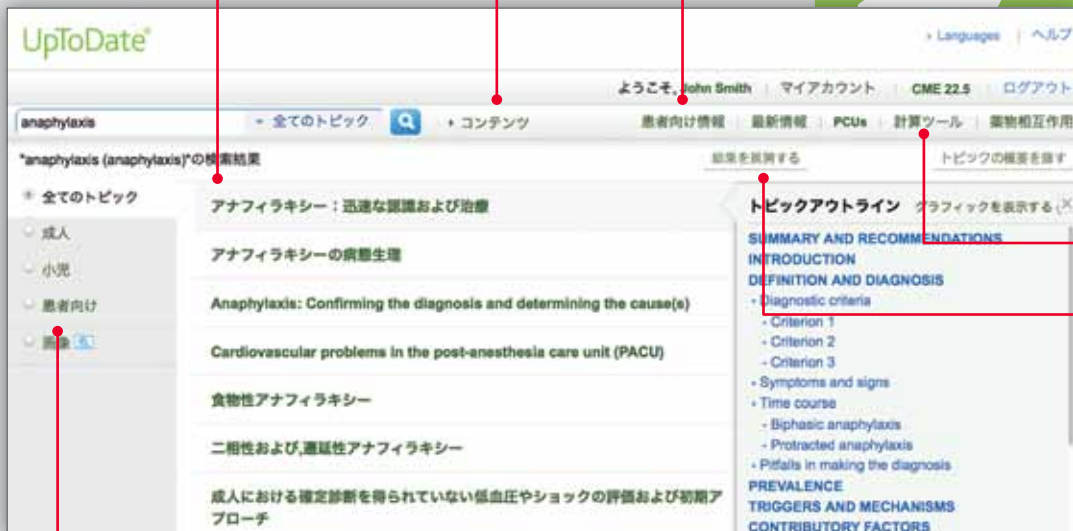 UpToDate®
Languages | ヘルプ
ようこそ, John Smith | マイアカウント | CME 22.5 | ログアウト
anaphylaxis 全てのトピック コンテンツ 患者向け情報 | 最新情報 | PCUs | 計算ツール | 薬物相互作用
"anaphylaxis (anaphylaxis)"の検索結果 結果を展開する トピックの概要を隠す
全てのトピック
成人
小児
患者向け
画像
アナフィラキシー：迅速な認識および治療
アナフィラキシーの病態生理
Anaphylaxis: Confirming the diagnosis and determining the cause(s)
Cardiovascular problems in the post-anesthesia care unit (PACU)
食物性アナフィラキシー
二相性および,遷延性アナフィラキシー
成人における確定診断を得られていない低血圧やショックの評価および初期ア
プローチ
トピックアウトライン グラフィックを表示する
SUMMARY AND RECOMMENDATIONS
INTRODUCTION
DEFINITION AND DIAGNOSIS
- Diagnostic criteria
- Criterion 1
- Criterion 2
- Criterion 3
- Symptoms and signs
- Time course
- Biphasic anaphylaxis
- Protracted anaphylaxis
- Pitfalls in making the diagnosis
PREVALENCE
TRIGGERS AND MECHANISMS
CONTRIBUTORY FACTORS